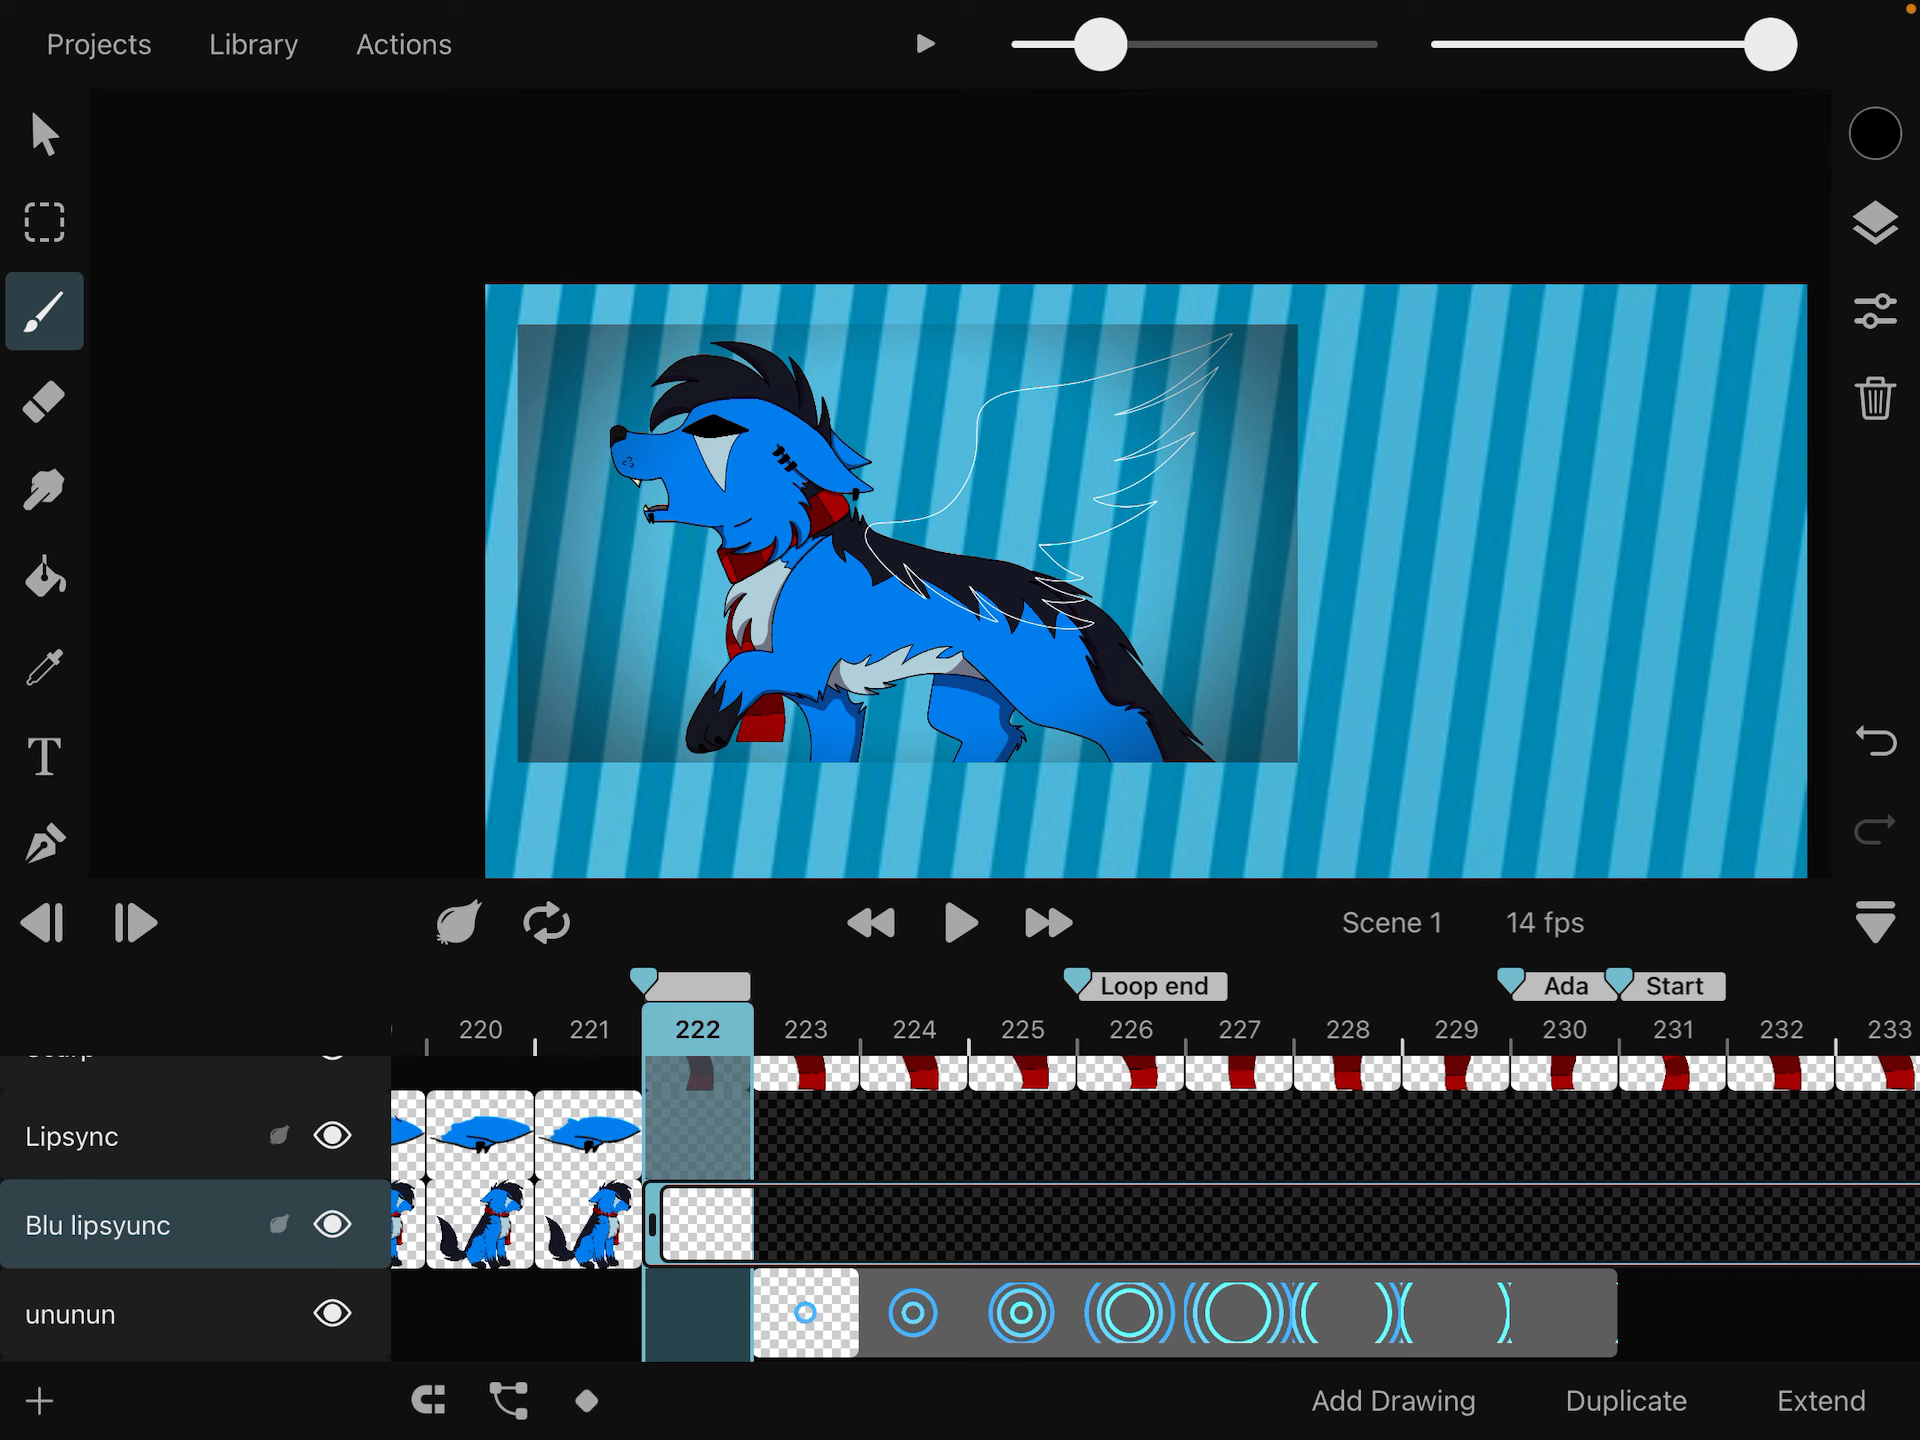 Projects Library Actions
T
Scene 1 14 fps
Loop end Ada Start
220 221 222 223 224 225 226 227 228 229 230 231 232 233
Lipsync
Blu lipsyunc
ununun
Add Drawing Duplicate Extend